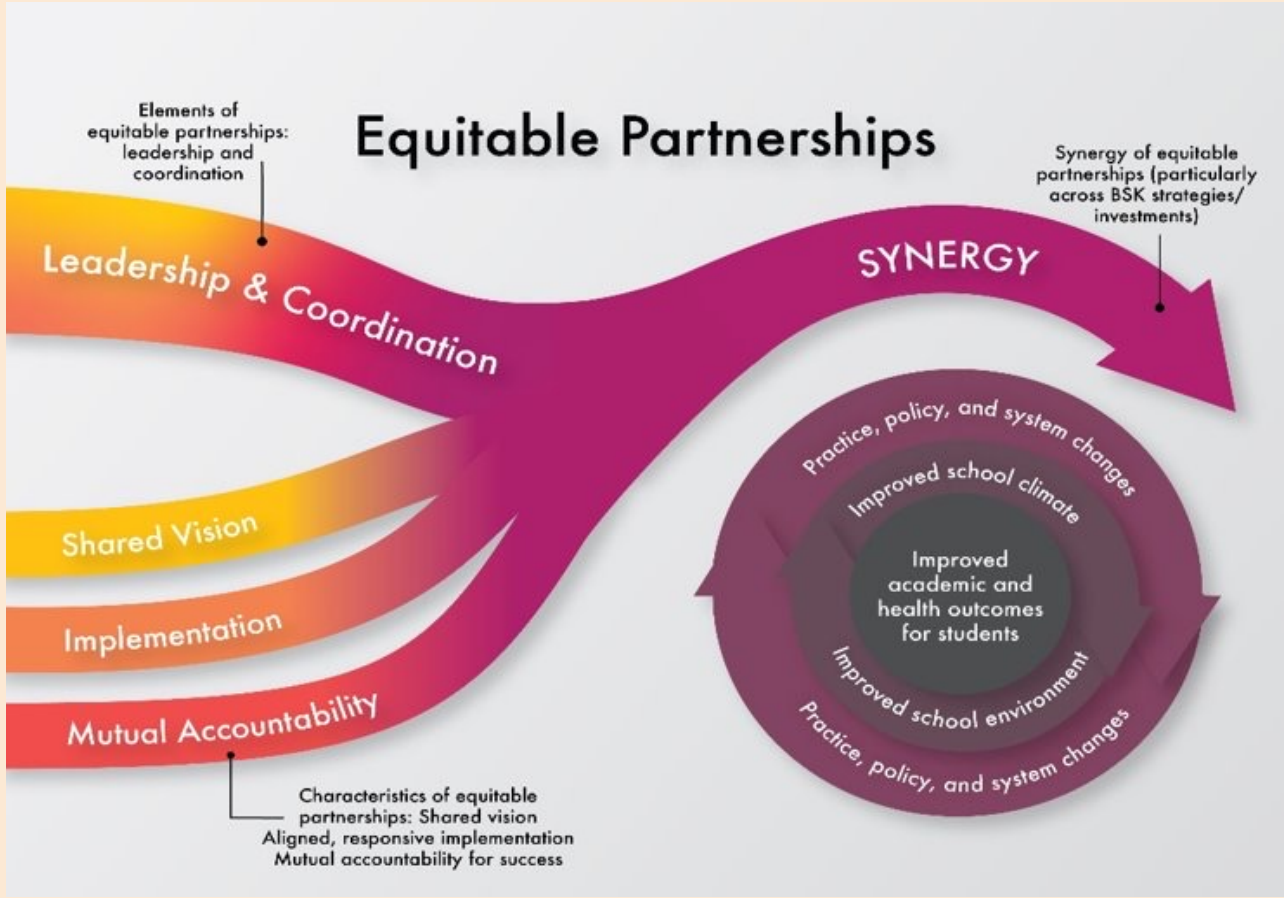 Elements of
equitable partnerships:
leadership and
coordination
Equitable Partnerships
Synergy of equitable
partnerships (particularly
across BSK strategies/
investments)
Leadership & Coordination
SYNERGY
Shared Vision
Implementation
Mutual Accountability
Characteristics of equitable
partnerships: Shared vision
Aligned, responsive implementation
Mutual accountability for success
Practice, policy, and system changes
Improved school climate
Improved
academic and
health outcomes
for students
Improved school environment
Practice, policy, and system changes